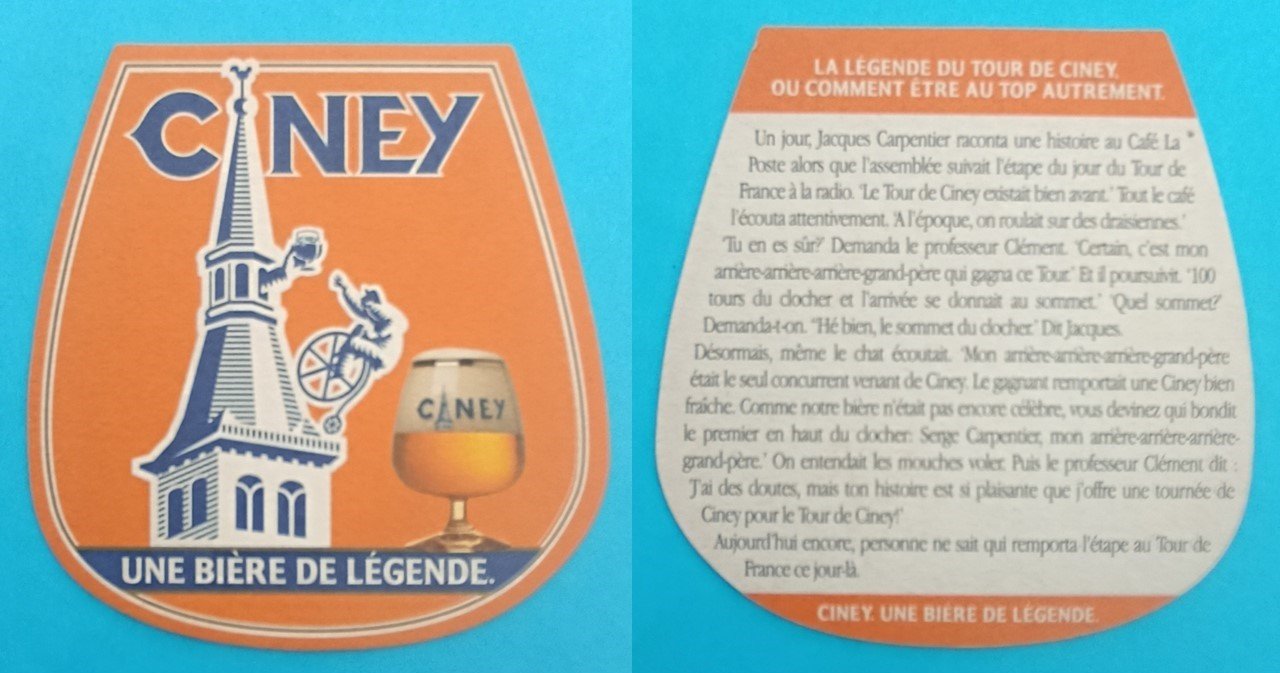 CINEY
CINEY
UNE BIÈRE DE LÉGENDE.
LA LÉGENDE DU TOUR DE CINEY.
OU COMMENT ÊTRE AU TOP AUTREMENT.
Un jour, Jacques Carpentier raconta une histoire au Café La
Poste alors que l'assemblée suivait l'étape du jour du Tour de
France à la radio. 'Le Tour de Ciney existait bien avant.' Tout le café
l'écouta attentivement. 'A l'époque, on roulait sur des draisiennes.'
'Tu en es sûr?' Demanda le professeur Clément. 'Certain, c'est mon
arrière-arrière-arrière-grand-père qui gagna ce Tour.' Et il poursuivit. '100
tours du clocher et l'arrivée se donnait au sommet.' 'Quel sommet?'
Demanda-t-on. 'Hé bien, le sommet du clocher.' Dit Jacques.
Désormais, même le chat écoutait. 'Mon arrière-arrière-arrière-grand-père
était le seul concurrent venant de Ciney. Le gagnant remportait une Ciney bien
fraîche. Comme notre bière n'était pas encore célèbre, vous devinez qui bondit
le premier en haut du clocher: Serge Carpentier, mon arrière-arrière-arrière-
grand-père.' On entendait les mouches voler. Puis le professeur Clément dit :
'J'ai des doutes, mais ton histoire est si plaisante que j'offre une tournée de
Ciney pour le Tour de Ciney!'
Aujourd'hui encore, personne ne sait qui remporta l'étape au Tour de
France ce jour-là.
CINEY. UNE BIÈRE DE LÉGENDE.